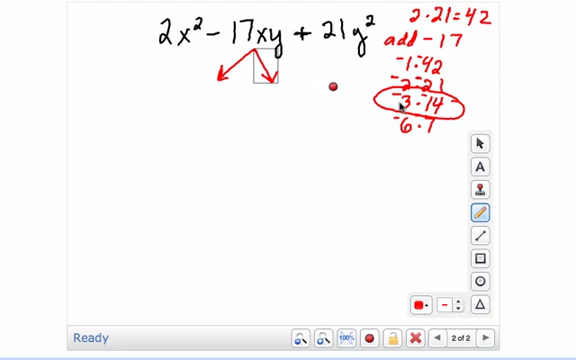 2x² - 17xy + 21y²
2·21=42
add -17
-1·-42
-2·-21
-3·-14
-6·7
A
100%
Ready
2 of 2